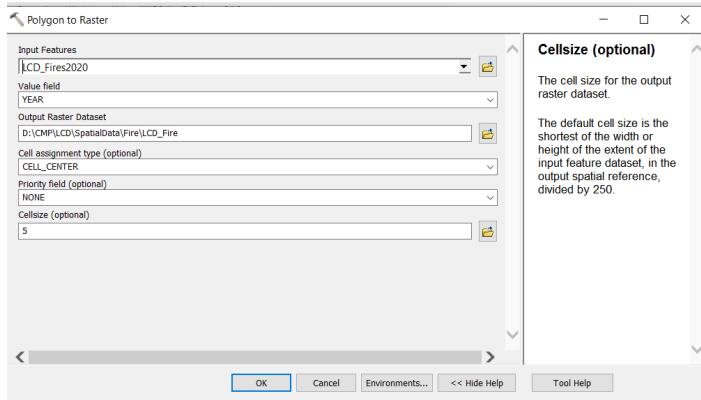 Polygon to Raster
Input Features
LCD_Fires2020
Value field
YEAR
Output Raster Dataset
D:\CMP\LCD\SpatialData\Fire\LCD_Fire
Cell assignment type (optional)
CELL_CENTER
Priority field (optional)
NONE
Cellsize (optional)
5
Cellsize (optional)
The cell size for the output
raster dataset.
The default cell size is the
shortest of the width or
height of the extent of the
input feature dataset, in the
output spatial reference,
divided by 250.
OK
Cancel
Environments...
<< Hide Help
Tool Help